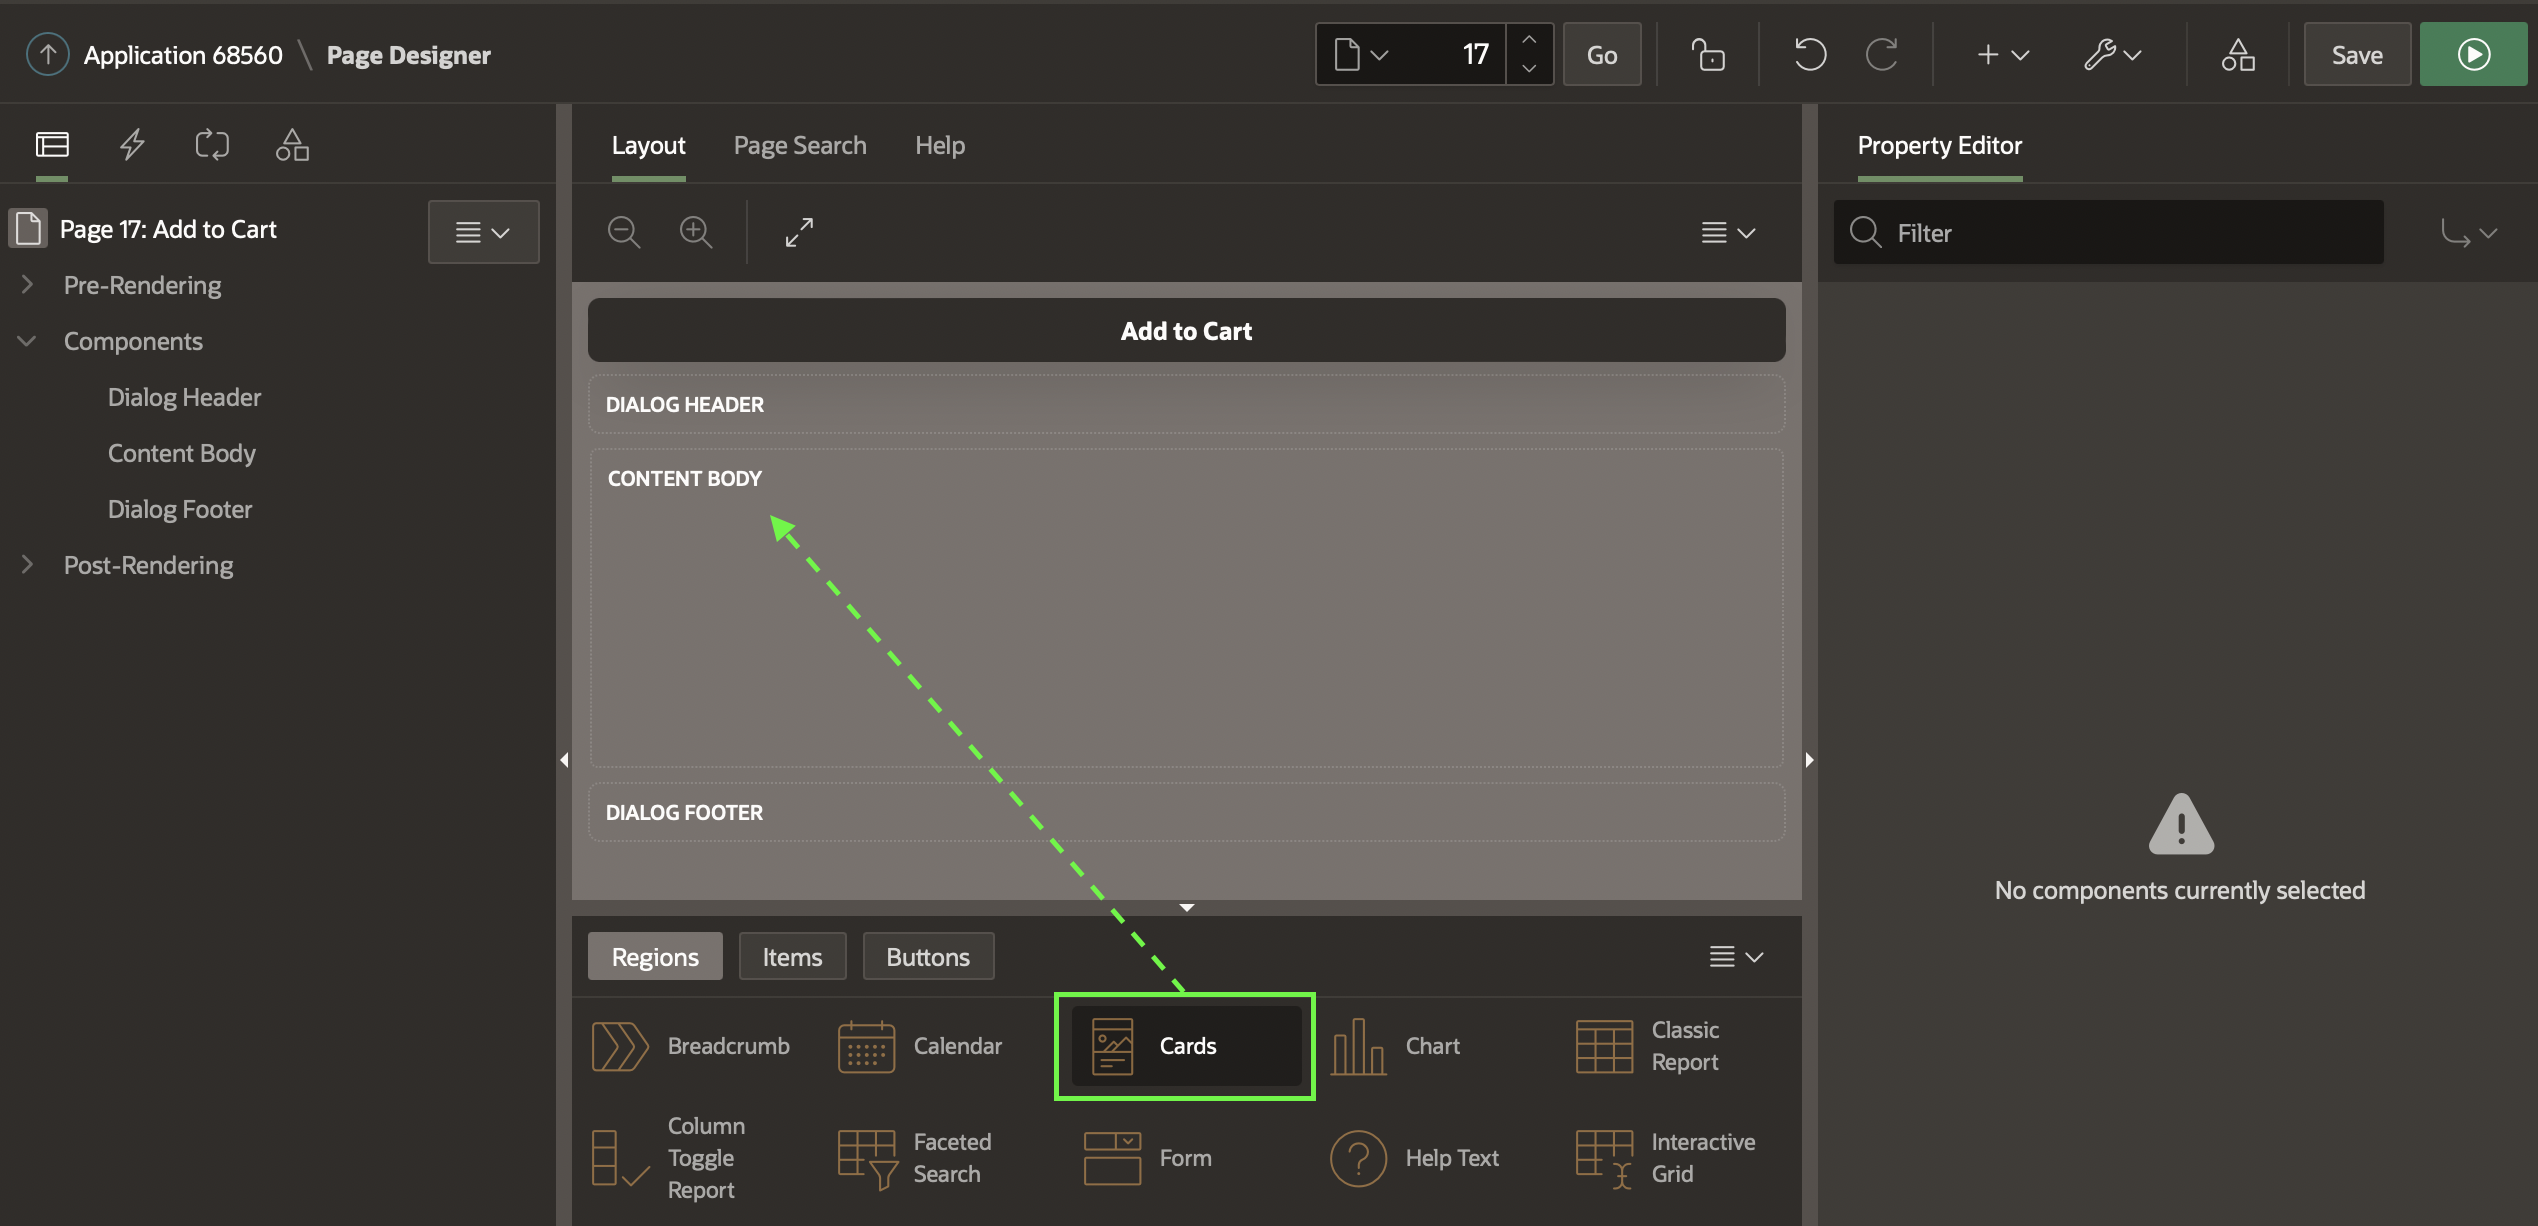 Application 68560 \ Page Designer
17
Go
Save
Page 17: Add to Cart
Pre-Rendering
Components
Dialog Header
Content Body
Dialog Footer
Post-Rendering
Layout
Page Search
Help
Add to Cart
DIALOG HEADER
CONTENT BODY
DIALOG FOOTER
Regions
Items
Buttons
Breadcrumb
Calendar
Cards
Chart
Classic
Report
Column
Toggle
Report
Faceted
Search
Form
Help Text
Interactive
Grid
Property Editor
Filter
No components currently selected